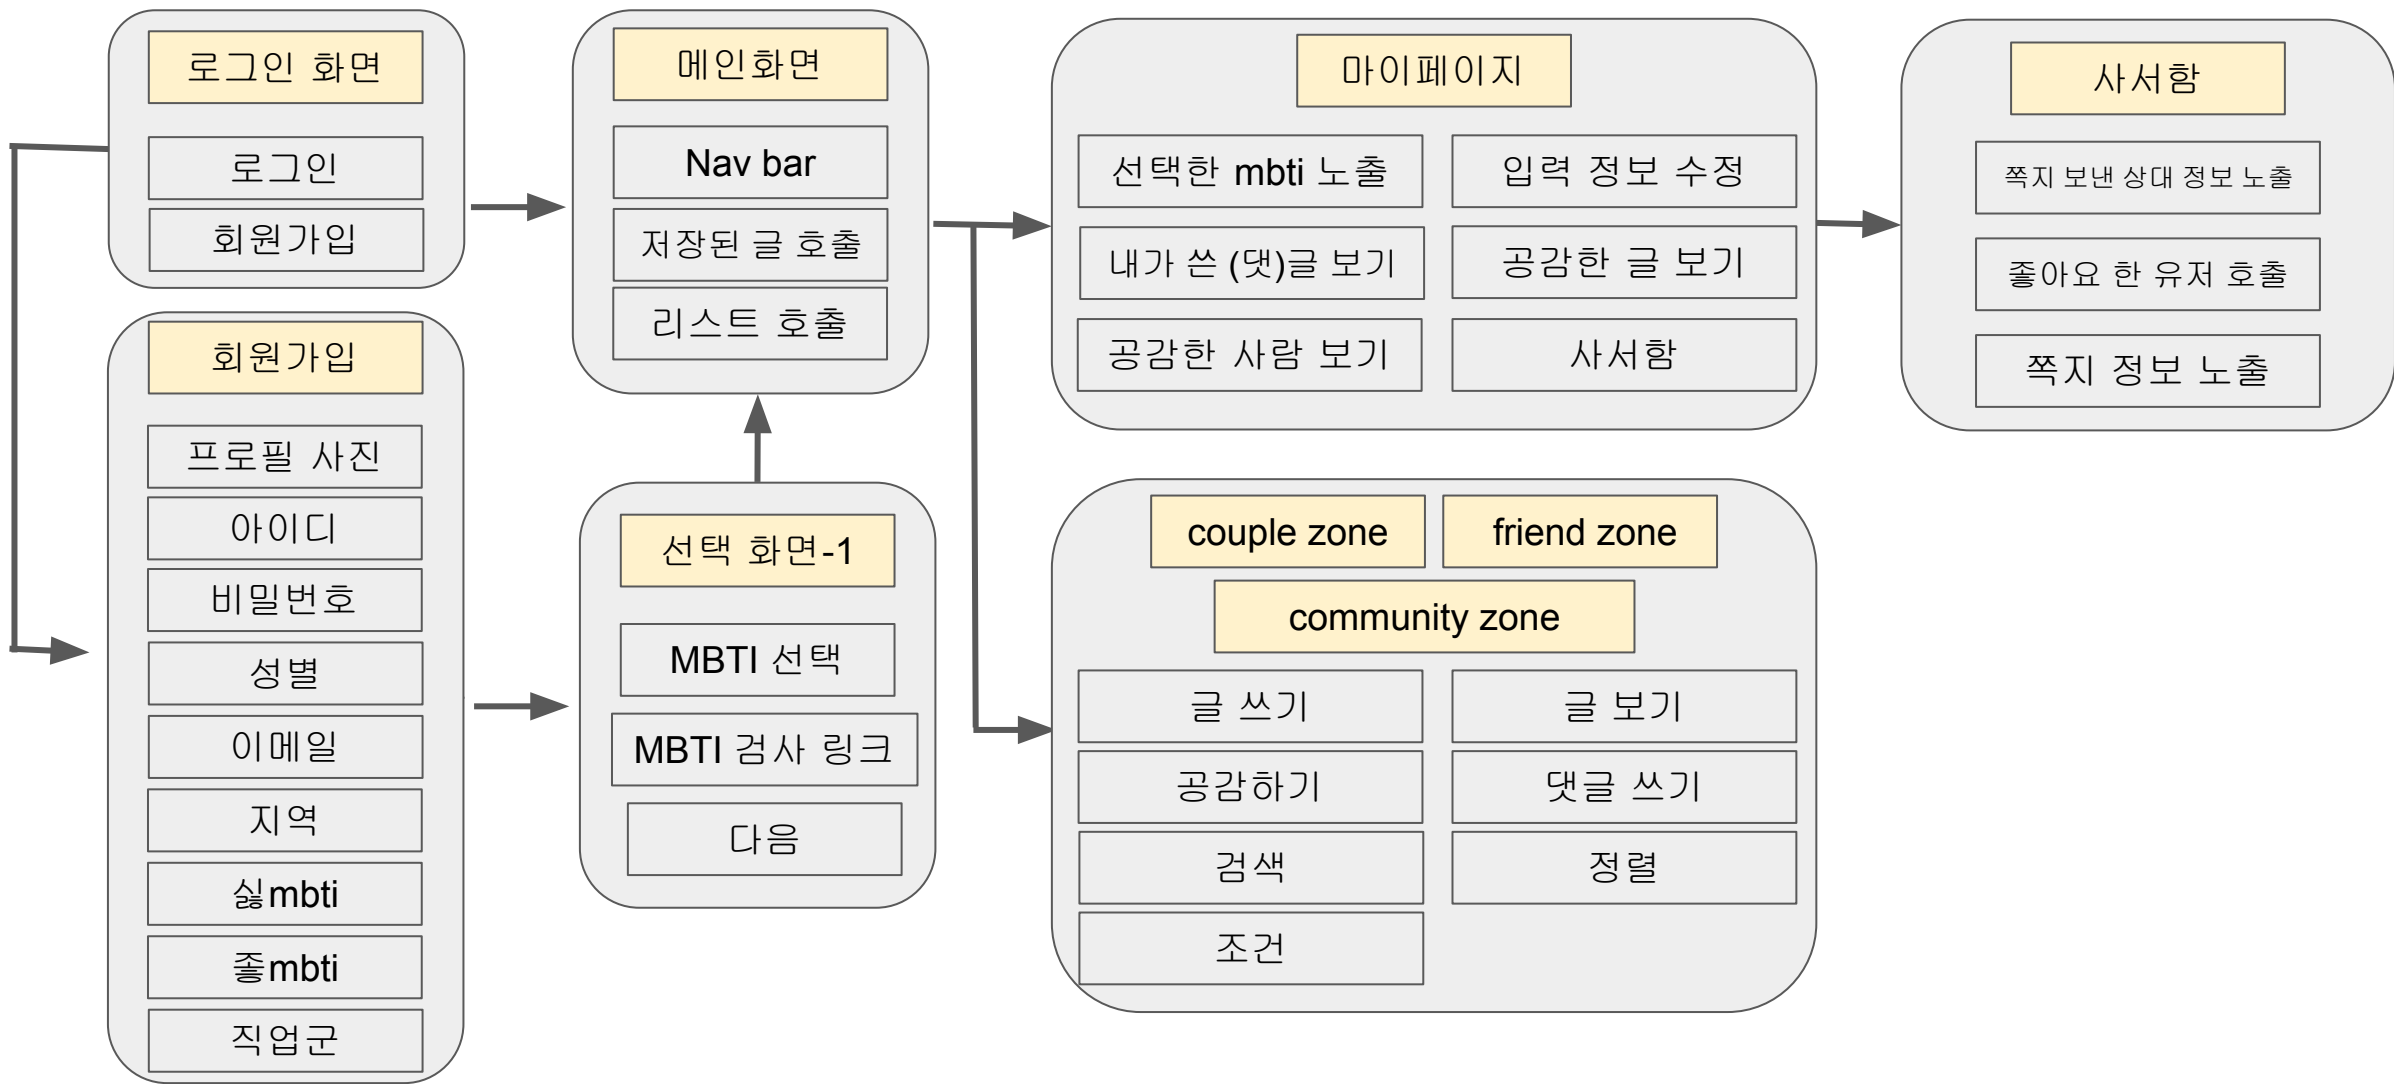 로그인 화면
로그인
회원가입
회원가입
프로필 사진
아이디
비밀번호
성별
이메일
지역
싫mbti
좋mbti
직업군
메인화면
Nav bar
저장된 글 호출
리스트 호출
선택 화면-1
MBTI 선택
MBTI 검사 링크
다음
마이페이지
선택한 mbti 노출
입력 정보 수정
내가 쓴 (댓)글 보기
공감한 글 보기
공감한 사람 보기
사서함
couple zone
friend zone
community zone
글 쓰기
글 보기
공감하기
댓글 쓰기
검색
정렬
조건
사서함
쪽지 보낸 상대 정보 노출
좋아요 한 유저 호출
쪽지 정보 노출